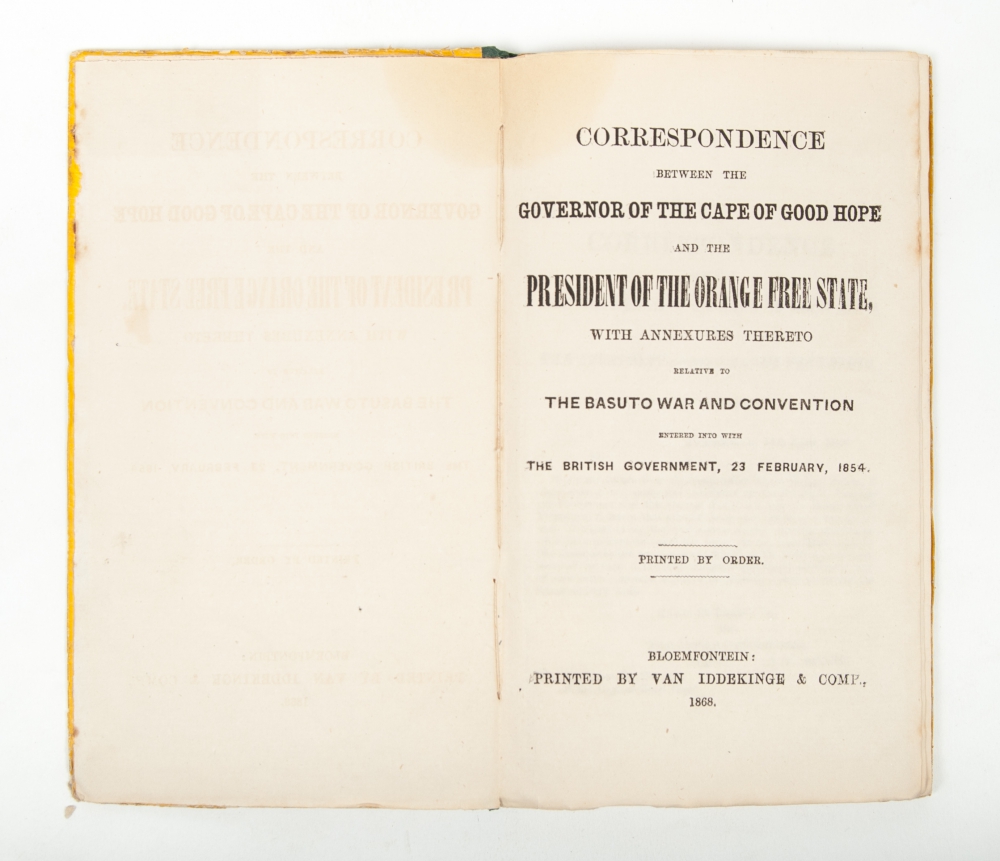 CORRESPONDENCE
BETWEEN THE
GOVERNOR OF THE CAPE OF GOOD HOPE
AND THE
PRESIDENT OF THE ORANGE FREE STATE,
WITH ANNEXURES THERETO
RELATIVE TO
THE BASUTO WAR AND CONVENTION
ENTERED INTO WITH
THE BRITISH GOVERNMENT, 23 FEBRUARY, 1854.
PRINTED BY ORDER.
BLOEMFONTEIN:
PRINTED BY VAN IDDEKINGE & COMP.,
1868.